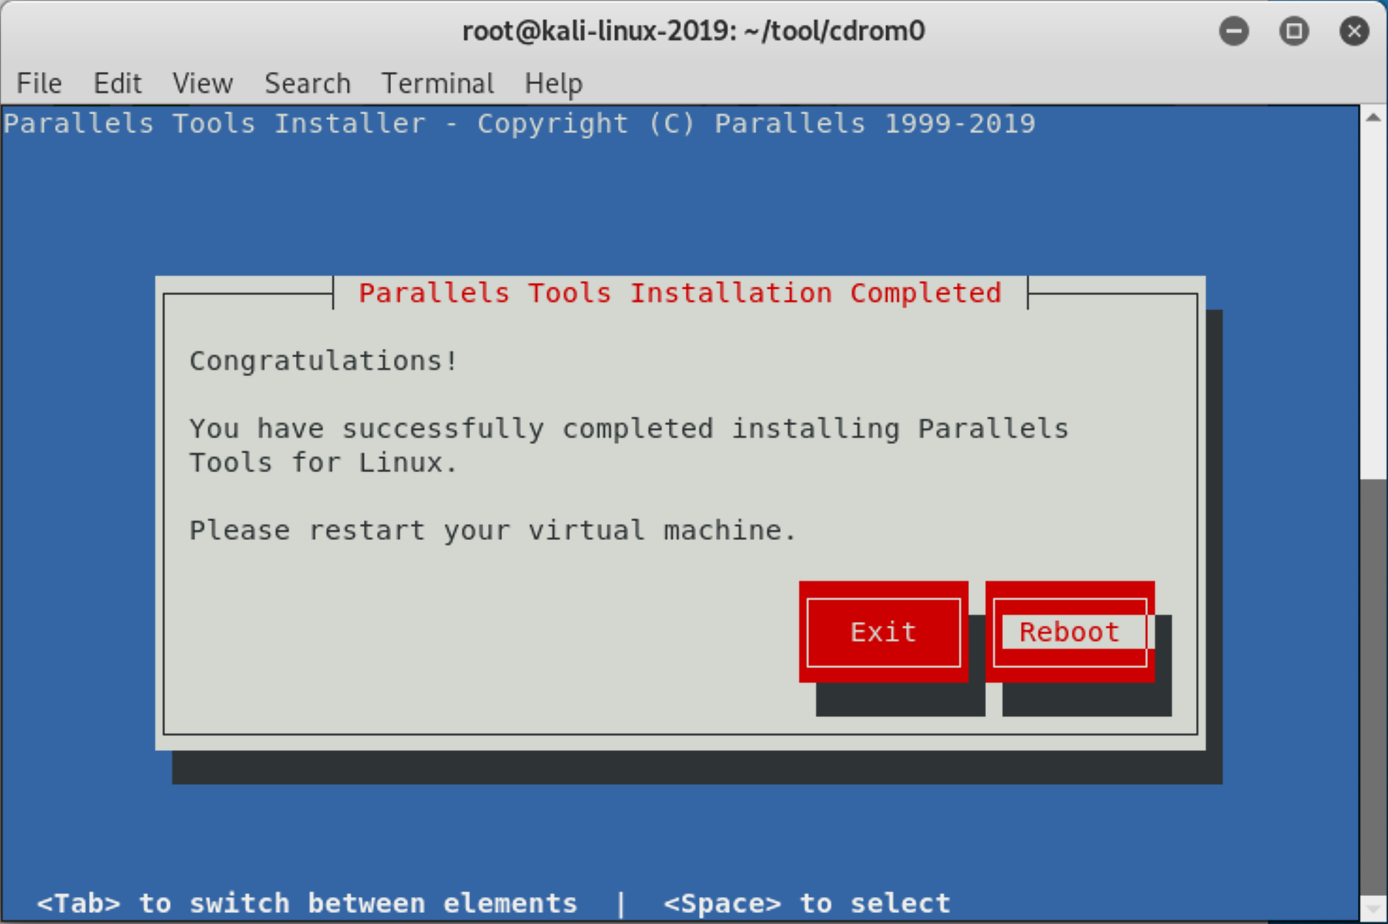 root@kali-linux-2019: ~/tool/cdrom0
File Edit View Search Terminal Help
Parallels Tools Installer - Copyright (C) Parallels 1999-2019
Parallels Tools Installation Completed
Congratulations!
You have successfully completed installing Parallels
Tools for Linux.
Please restart your virtual machine.
Exit Reboot
<Tab> to switch between elements | <Space> to select